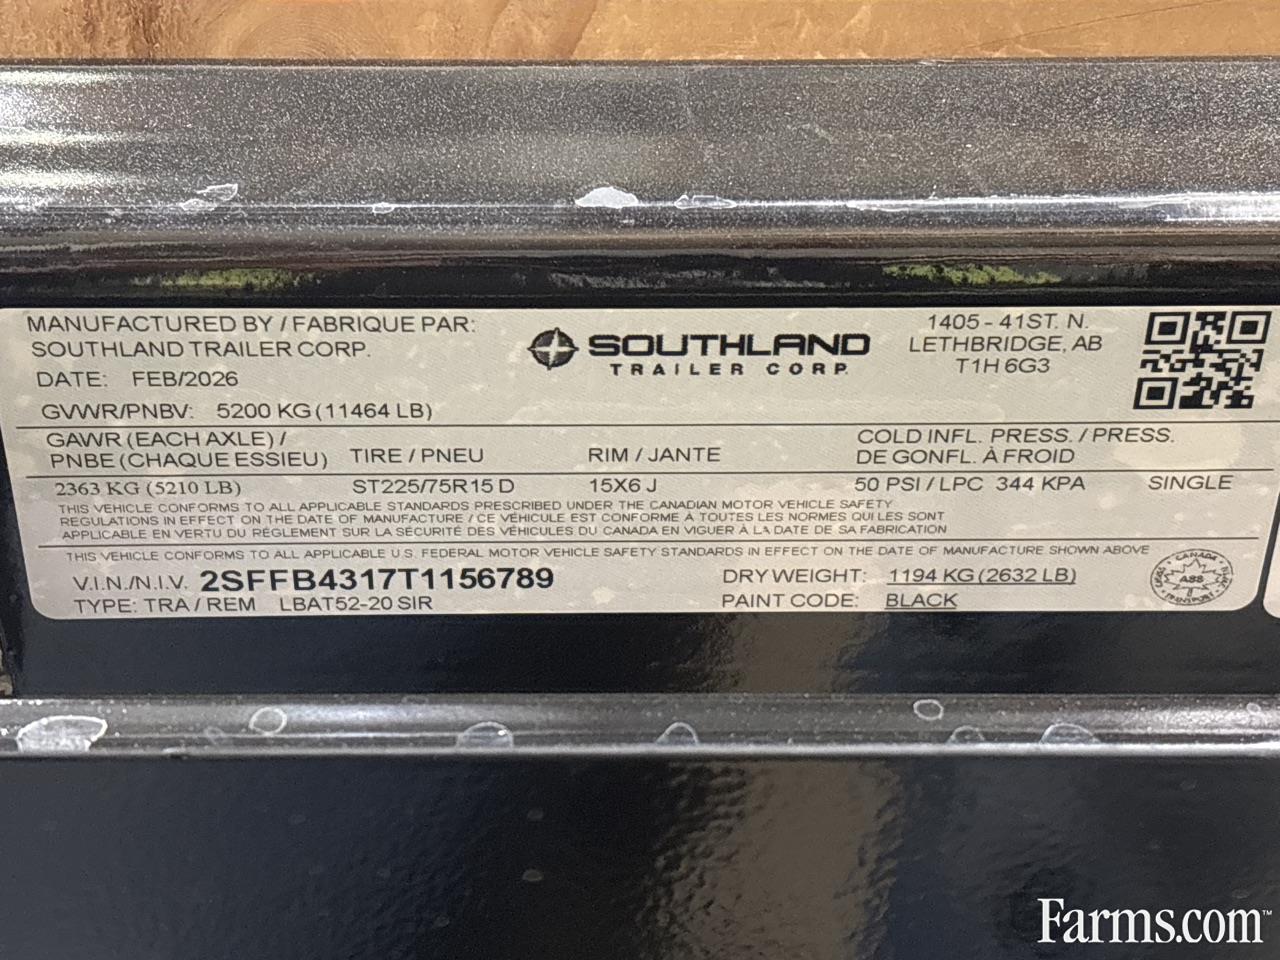 MANUFACTURED BY / FABRIQUE PAR:
SOUTHLAND TRAILER CORP.
DATE: FEB/2026
GVWR/PNBV: 5200 KG (11464 LB)
SOUTHLAND
TRAILER CORP.
1405 - 41ST. N.
LETHBRIDGE, AB
T1H 6G3
GAWR (EACH AXLE) /
PNBE (CHAQUE ESSIEU) TIRE / PNEU RIM / JANTE
COLD INFL. PRESS. / PRESS.
DE GONFL. À FROID
2363 KG (5210 LB) ST225/75R15 D 15X6 J 50 PSI / LPC 344 KPA SINGLE
THIS VEHICLE CONFORMS TO ALL APPLICABLE STANDARDS PRESCRIBED UNDER THE CANADIAN MOTOR VEHICLE SAFETY
REGULATIONS IN EFFECT ON THE DATE OF MANUFACTURE / CE VÉHICULE EST CONFORME À TOUTES LES NORMES QUI LES SONT
APPLICABLE EN VERTU DU RÉGLEMENT SUR LA SÉCURITÉ DES VÉHICULES DU CANADA EN VIGUER À LA DATE DE SA FABRICATION
THIS VEHICLE CONFORMS TO ALL APPLICABLE U.S. FEDERAL MOTOR VEHICLE SAFETY STANDARDS IN EFFECT ON THE DATE OF MANUFACTURE SHOWN ABOVE
V.I.N./N.I.V. 2SFFB4317T1156789
TYPE: TRA / REM LBAT52-20 SIR
DRY WEIGHT: 1194 KG (2632 LB)
PAINT CODE: BLACK
CANADA
TRANSPORT
Farms.com™